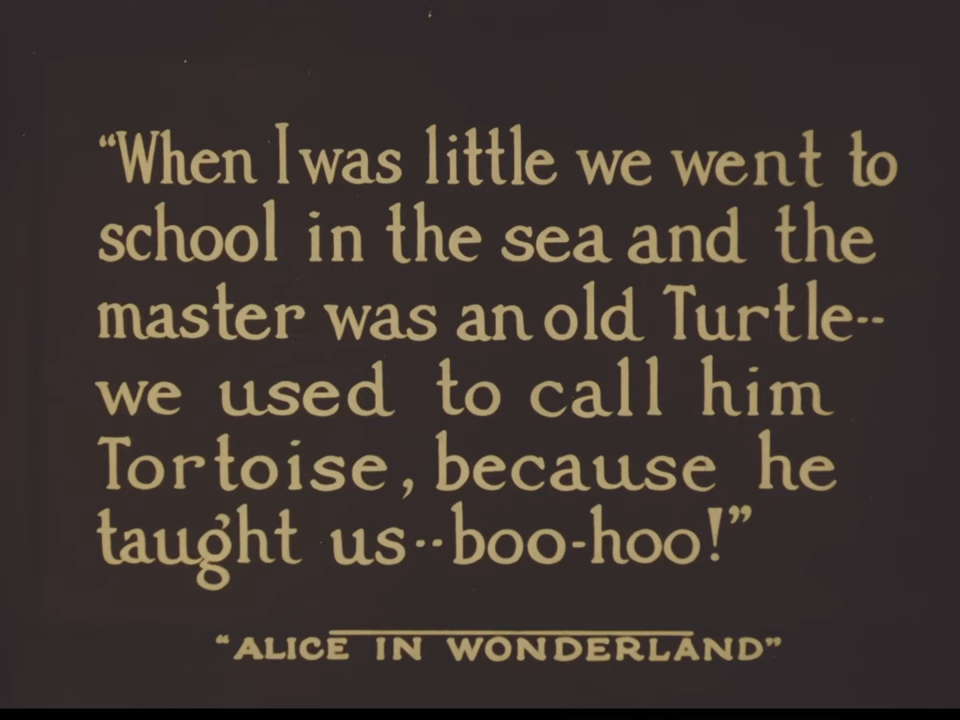 “When I was little we went to
school in the sea and the
master was an old Turtle--
we used to call him
Tortoise, because he
taught us--boo-hoo!”
“ALICE IN WONDERLAND”